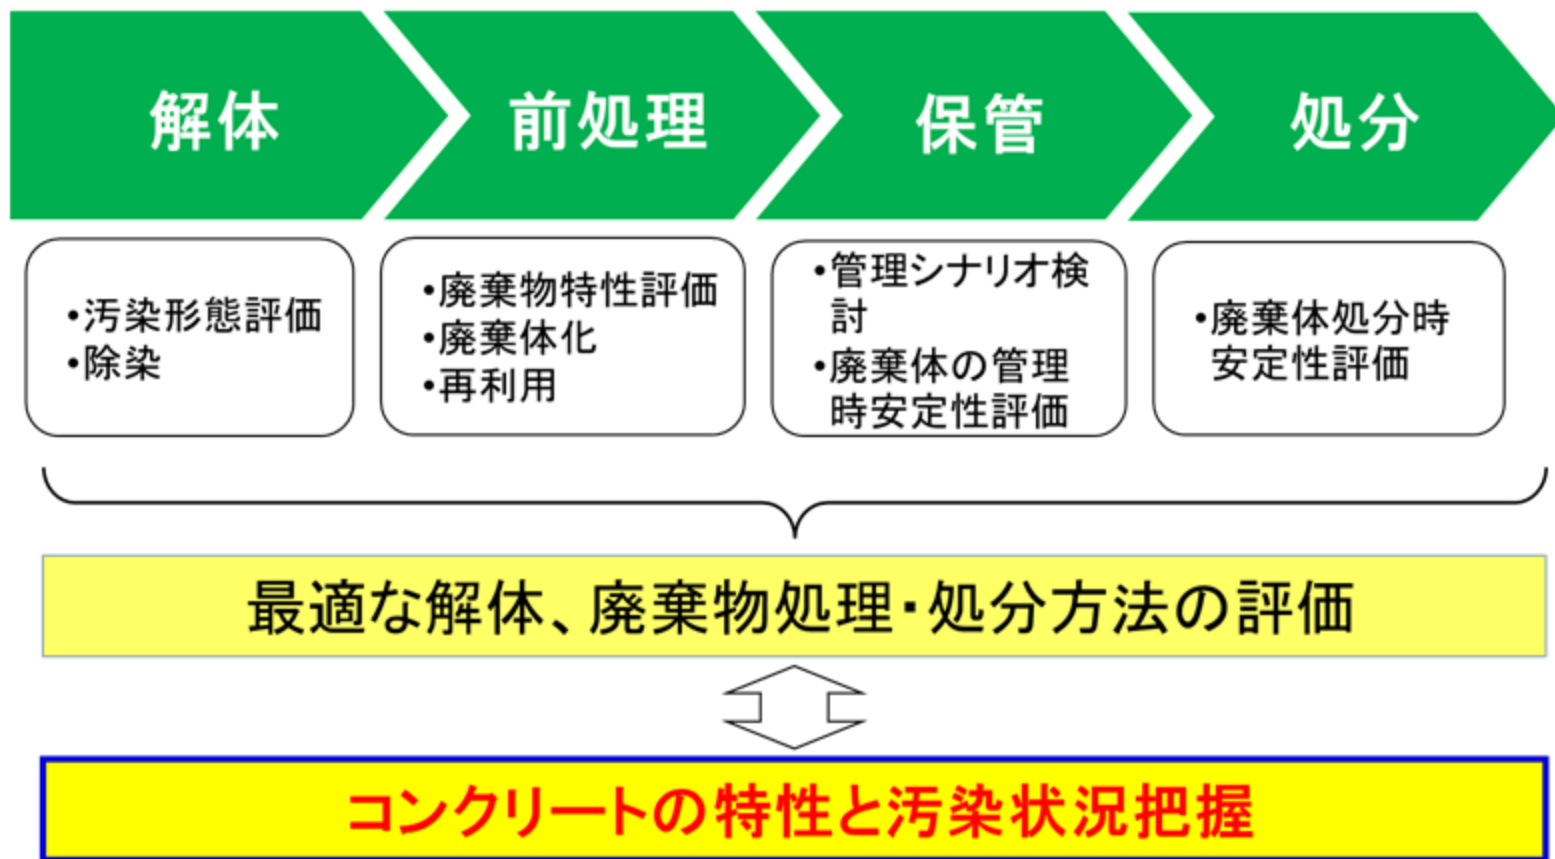 解体
前処理
保管
処分
•汚染形態評価
•除染
•廃棄物特性評価
•廃棄体化
•再利用
•管理シナリオ検
討
•廃棄体の管理
時安定性評価
•廃棄体処分時
安定性評価
最適な解体、廃棄物処理・処分方法の評価
コンクリートの特性と汚染状況把握